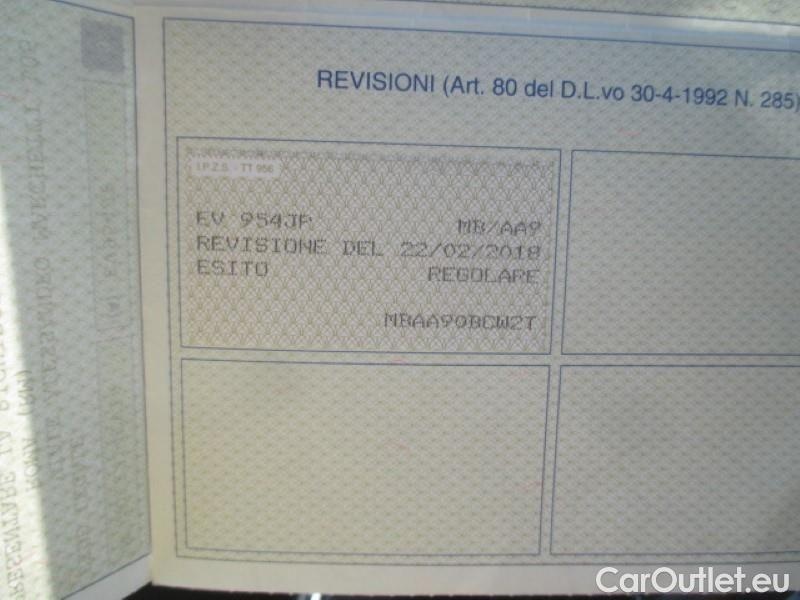 REVISIONI (Art. 80 del D.L.vo 30-4-1992 N. 285)
I.P.Z.S. - TT 956
EV 954JP MB/AA9
REVISIONE DEL 22/02/2018
ESITO REGOLARE
MBAA90BCW2T
CarOutlet.eu